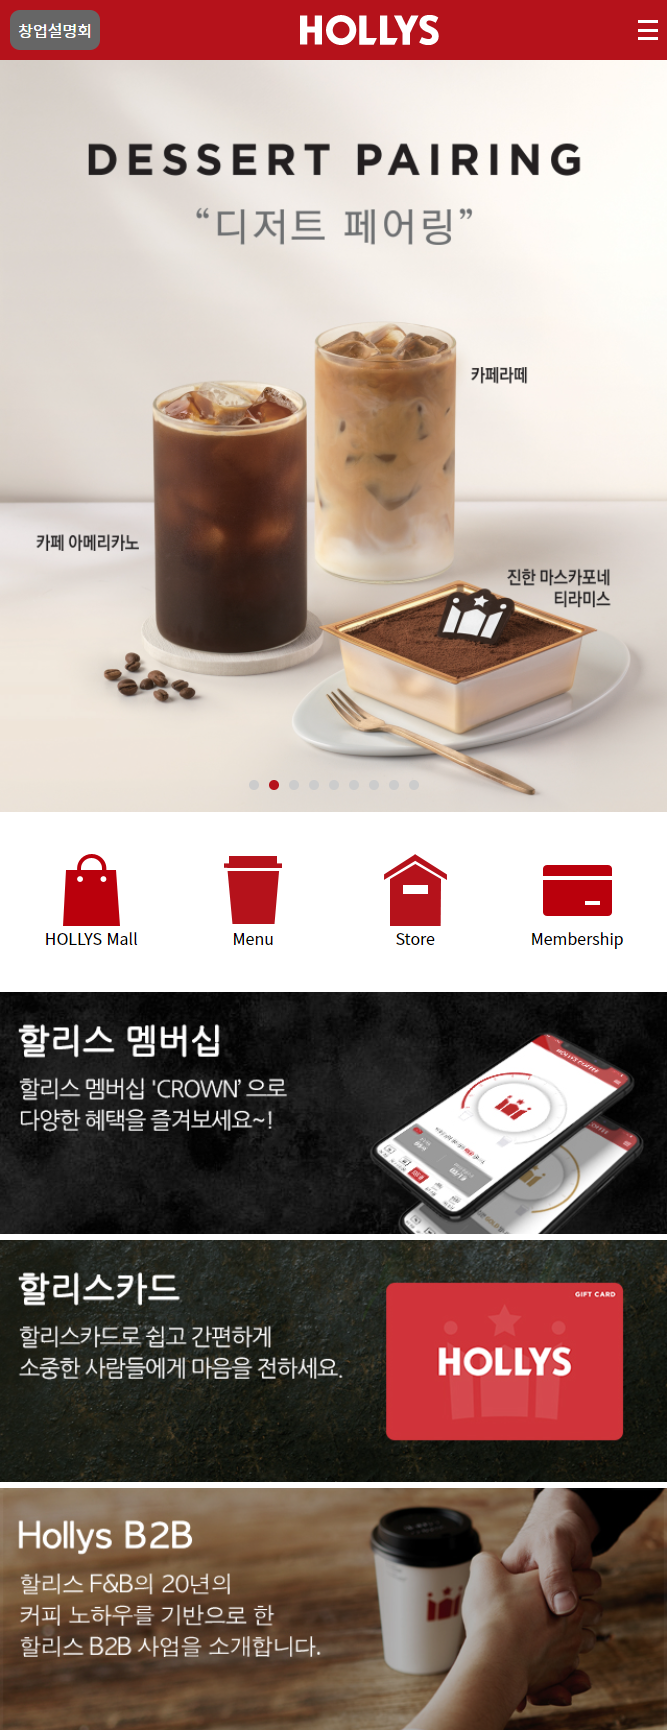 창업설명회
HOLLYS
DESSERT PAIRING
“디저트 페어링”
카페라떼
카페 아메리카노
진한 마스카포네
티라미스
HOLLYS Mall
Menu
Store
Membership
할리스 멤버십
할리스 멤버십 ‘CROWN’ 으로
다양한 혜택을 즐겨보세요~!
HOLLYS COFFEE
할리스카드
할리스카드로 쉽고 간편하게
소중한 사람들에게 마음을 전하세요.
GIFT CARD
HOLLYS
Hollys B2B
할리스 F&B의 20년의
커피 노하우를 기반으로 한
할리스 B2B 사업을 소개합니다.